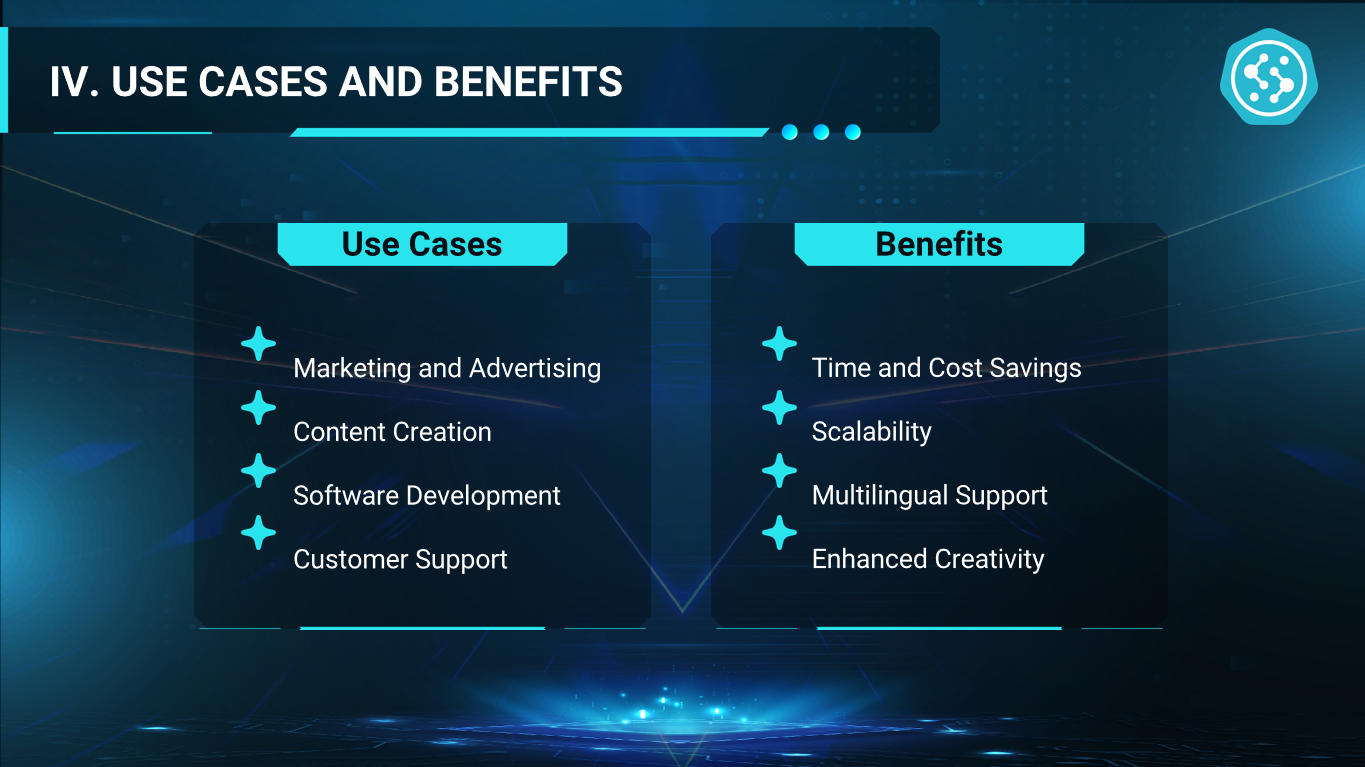 IV. USE CASES AND BENEFITS
Use Cases
Marketing and Advertising
Content Creation
Software Development
Customer Support
Benefits
Time and Cost Savings
Scalability
Multilingual Support
Enhanced Creativity